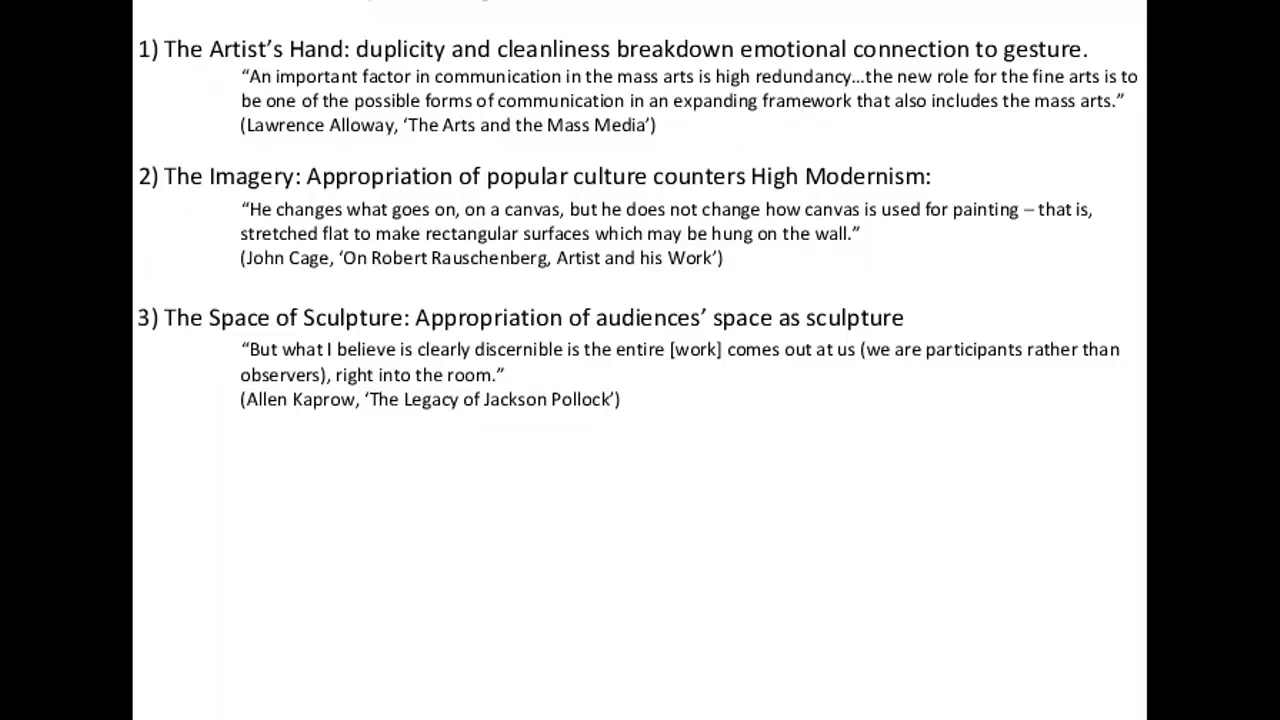 1) The Artist’s Hand: duplicity and cleanliness breakdown emotional connection to gesture.
“An important factor in communication in the mass arts is high redundancy…the new role for the fine arts is to
be one of the possible forms of communication in an expanding framework that also includes the mass arts.”
(Lawrence Alloway, ‘The Arts and the Mass Media’)
2) The Imagery: Appropriation of popular culture counters High Modernism:
“He changes what goes on, on a canvas, but he does not change how canvas is used for painting – that is,
stretched flat to make rectangular surfaces which may be hung on the wall.”
(John Cage, ‘On Robert Rauschenberg, Artist and his Work’)
3) The Space of Sculpture: Appropriation of audiences’ space as sculpture
“But what I believe is clearly discernible is the entire [work] comes out at us (we are participants rather than
observers), right into the room.”
(Allen Kaprow, ‘The Legacy of Jackson Pollock’)